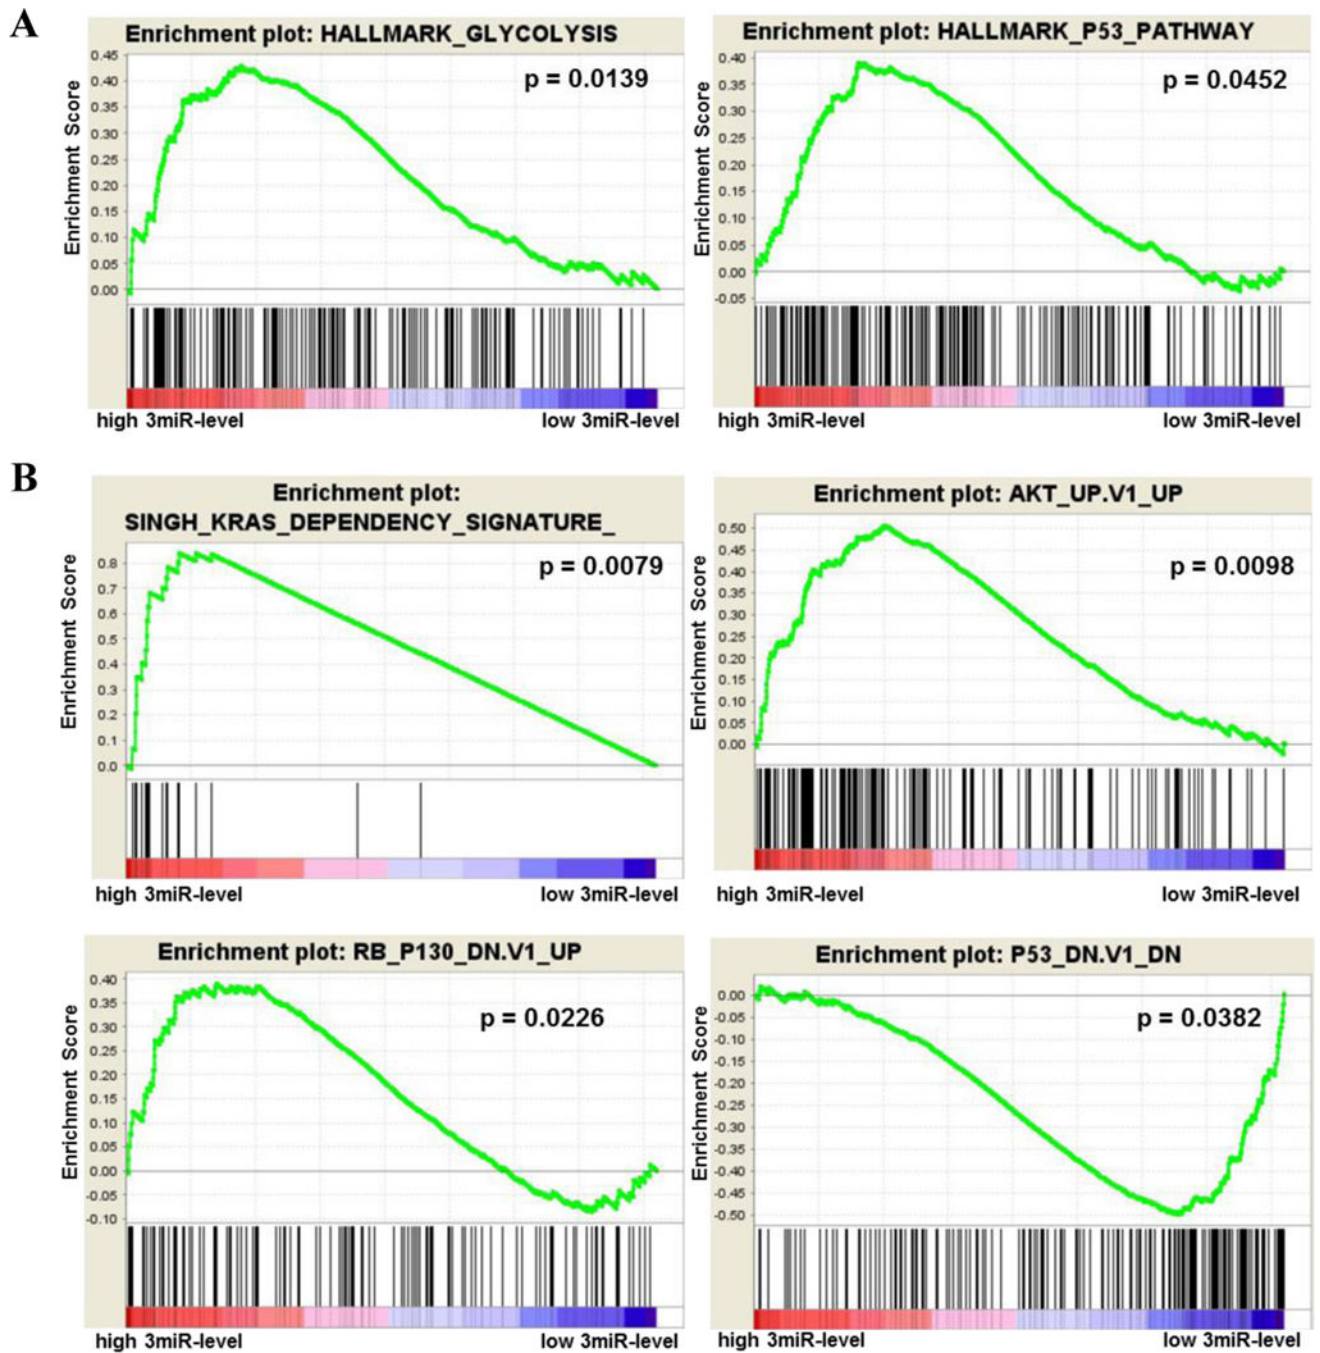 A
Enrichment plot: HALLMARK_GLYCOLYSIS
p = 0.0139
Enrichment Score
0.45
0.40
0.35
0.30
0.25
0.20
0.15
0.10
0.05
0.00
high 3miR-level
low 3miR-level
Enrichment plot: HALLMARK_P53_PATHWAY
p = 0.0452
Enrichment Score
0.40
0.35
0.30
0.25
0.20
0.15
0.10
0.05
0.00
-0.05
high 3miR-level
low 3miR-level
B
Enrichment plot:
SINGH_KRAS_DEPENDENCY_SIGNATURE_
p = 0.0079
Enrichment Score
0.8
0.7
0.6
0.5
0.4
0.3
0.2
0.1
0.0
high 3miR-level
low 3miR-level
Enrichment plot: AKT_UP.V1_UP
p = 0.0098
Enrichment Score
0.50
0.45
0.40
0.35
0.30
0.25
0.20
0.15
0.10
0.05
0.00
high 3miR-level
low 3miR-level
Enrichment plot: RB_P130_DN.V1_UP
p = 0.0226
Enrichment Score
0.40
0.35
0.30
0.25
0.20
0.15
0.10
0.05
0.00
-0.05
-0.10
high 3miR-level
low 3miR-level
Enrichment plot: P53_DN.V1_DN
p = 0.0382
Enrichment Score
0.00
-0.05
-0.10
-0.15
-0.20
-0.25
-0.30
-0.35
-0.40
-0.45
-0.50
high 3miR-level
low 3miR-level